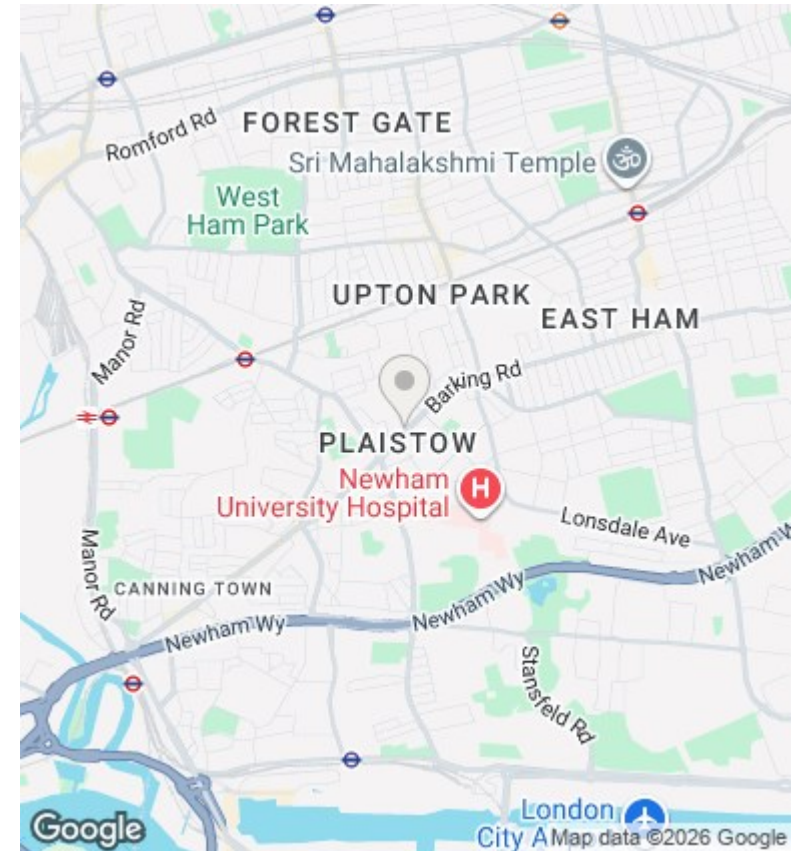 FOREST GATE
Romford Rd
Sri Mahalakshmi Temple
West
Ham Park
UPTON PARK
EAST HAM
Manor Rd
Barking Rd
PLAISTOW
Newham
University Hospital
H
Lonsdale Ave
Manor Rd
CANNING TOWN
Newham Wy
Newham Wy
Newham W
Stansfeld Rd
London
City A
Google
Map data ©2026 Google